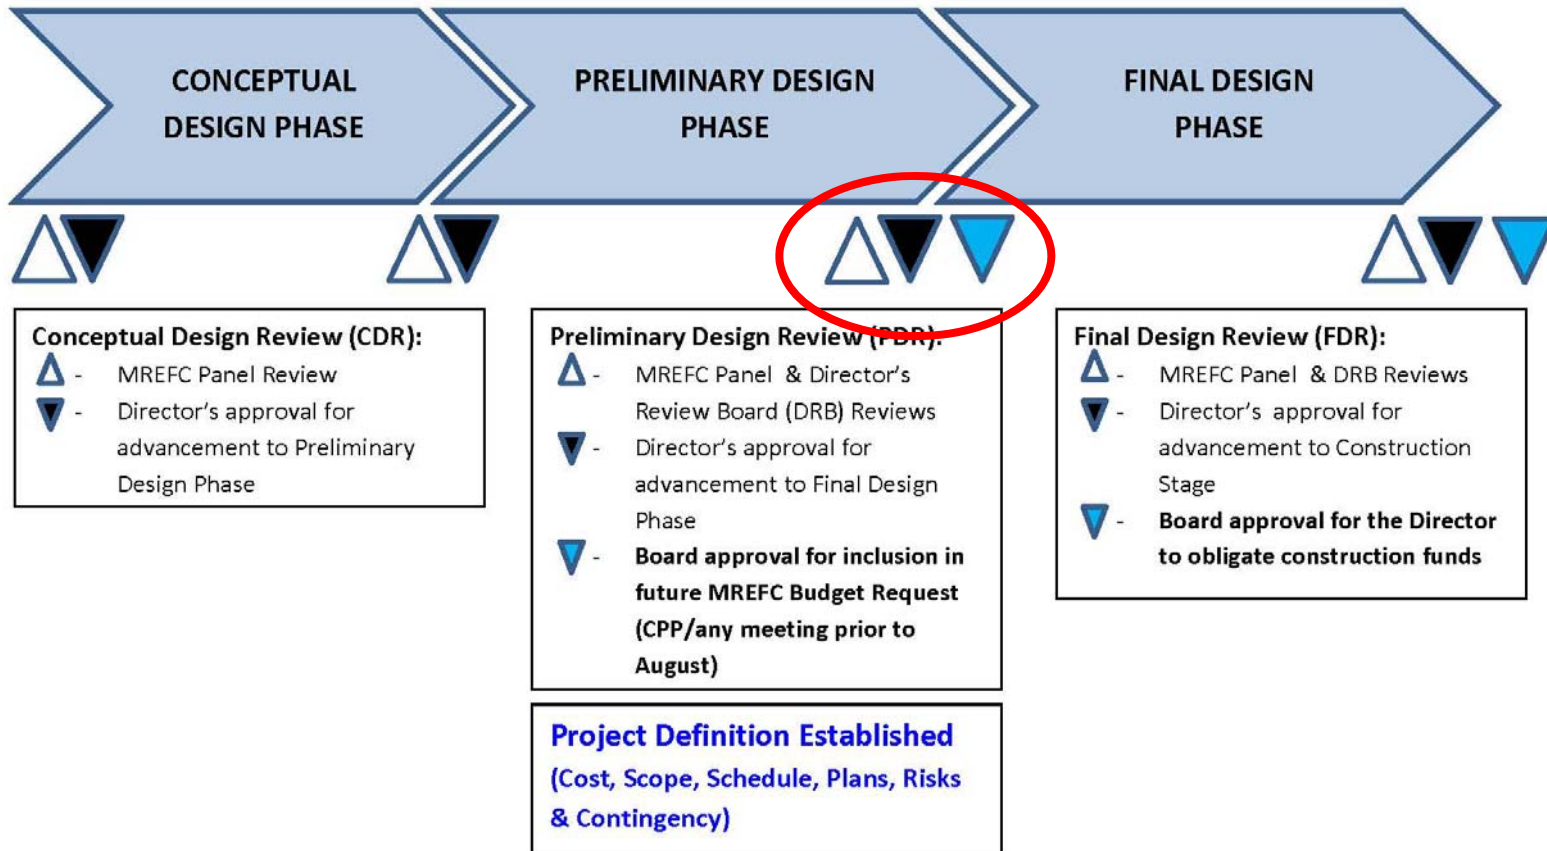 CONCEPTUAL
DESIGN PHASE
PRELIMINARY DESIGN
PHASE
FINAL DESIGN
PHASE
Conceptual Design Review (CDR):
- MREFC Panel Review
- Director's approval for
advancement to Preliminary
Design Phase
Preliminary Design Review (PDR):
- MREFC Panel & Director's
Review Board (DRB) Reviews
- Director's approval for
advancement to Final Design
Phase
- Board approval for inclusion in
future MREFC Budget Request
(CPP/any meeting prior to
August)
Project Definition Established
(Cost, Scope, Schedule, Plans, Risks
& Contingency)
Final Design Review (FDR):
- MREFC Panel & DRB Reviews
- Director's approval for
advancement to Construction
Stage
- Board approval for the Director
to obligate construction funds